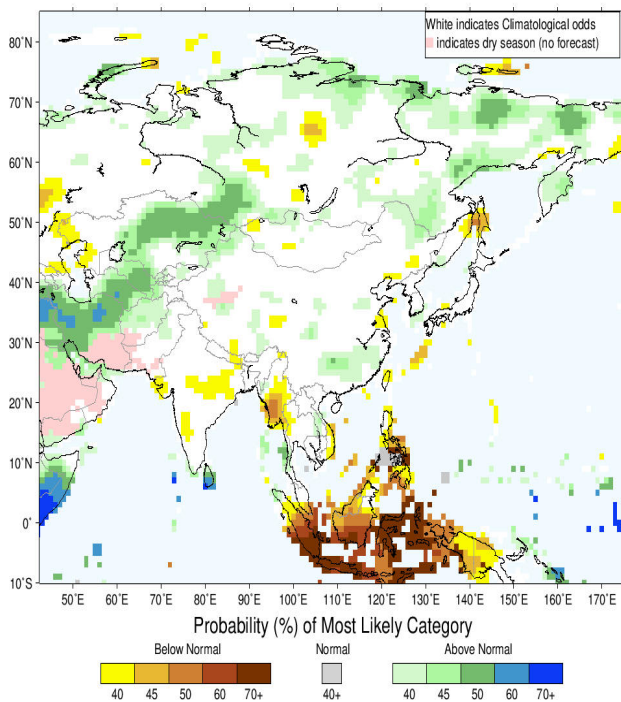 White indicates Climatological odds
indicates dry season (no forecast)
80°N
70°N
60°N
50°N
40°N
30°N
20°N
10°N
0°
10°S
50°E 60°E 70°E 80°E 90°E 100°E 110°E 120°E 130°E 140°E 150°E 160°E 170°E
Probability (%) of Most Likely Category
Below Normal Normal Above Normal
40 45 50 60 70+ 40+ 40 45 50 60 70+